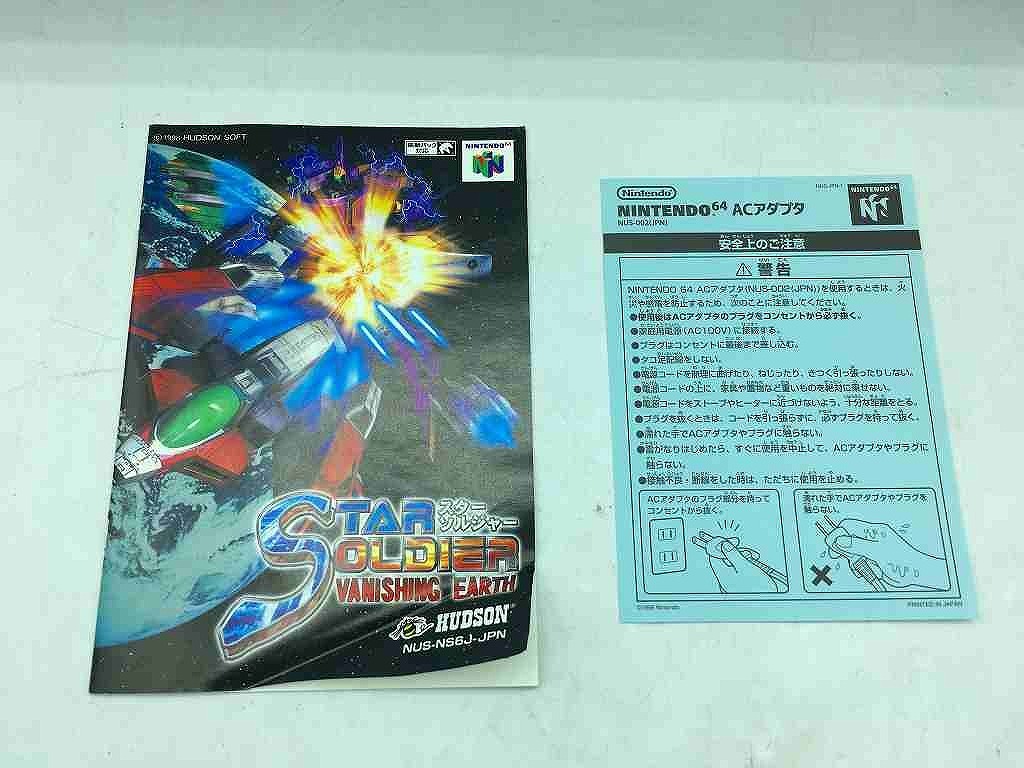 © 1998 HUDSON SOFT
振動パック
対応
NINTENDO64
STAR
スター
ソルジャー
SOLDIER
VANISHING EARTH
HUDSON
NUS-NS6J-JPN
Nintendo
NINTENDO64 ACアダプタ
NUS-002(JPN)
NINTENDO64
安全上のご注意
警告
NINTENDO 64 ACアダプタ(NUS-002(JPN))を使用するときは、火
災や感電を防止するため、次のことに注意してください。
●使用後はACアダプタのプラグをコンセントから必ず抜く。
●家庭用電源(AC100V)に接続する。
●プラグはコンセントに最後まで差し込む。
●タコ足配線をしない。
●電源コードを無理に曲げたり、ねじったり、きつく引っ張ったりしない。
●電源コードの上に、家具や置物など重いものを絶対に乗せない。
●電源コードをストーブやヒーターに近づけないよう、十分な距離をとる。
●プラグを抜くときは、コードを引っ張らずに、必ずプラグを持って抜く。
●濡れた手でACアダプタやプラグに触らない。
●雷がなりはじめたら、すぐに使用を中止して、ACアダプタやプラグに
触らない。
●接触不良・断線をした時は、ただちに使用を止める。
ACアダプタのプラグ部分を持って
コンセントから抜く。
濡れた手でACアダプタやプラグを
触らない。
©1996 Nintendo
PRINTED IN JAPAN